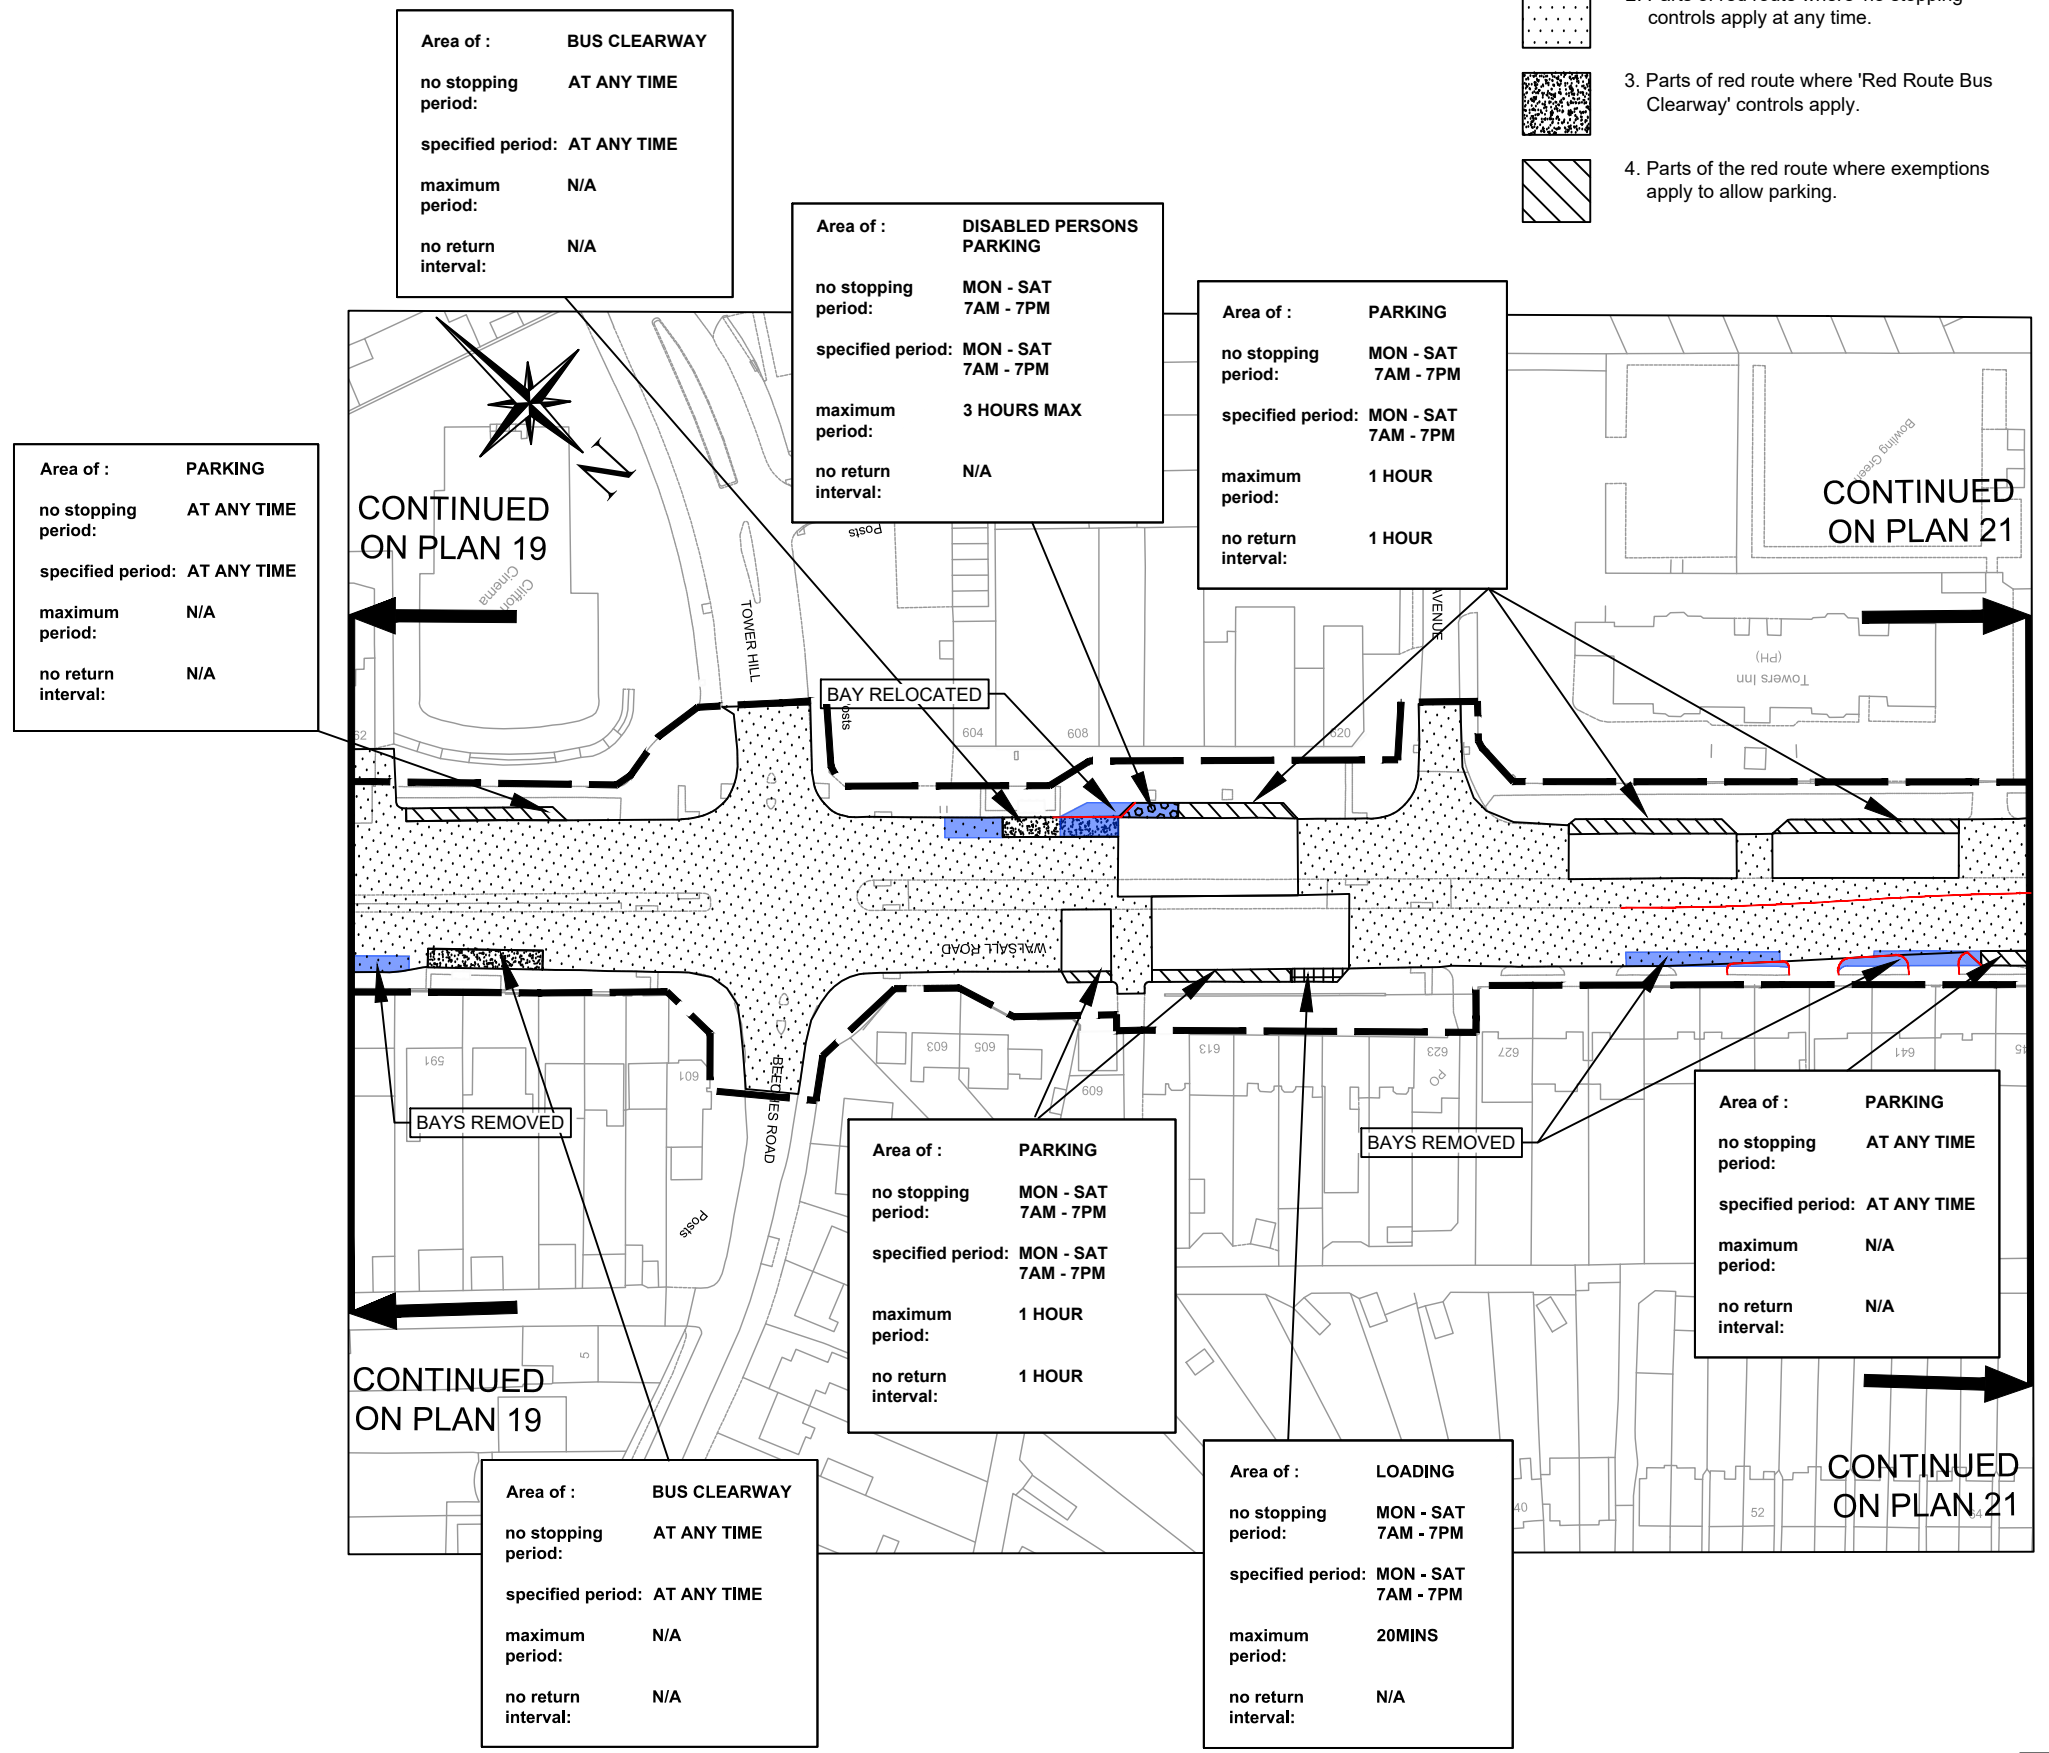 controls apply at any time.
3. Parts of red route where 'Red Route Bus
Clearway' controls apply.
4. Parts of the red route where exemptions
apply to allow parking.
Area of : BUS CLEARWAY
no stopping period: AT ANY TIME
specified period: AT ANY TIME
maximum period: N/A
no return interval: N/A
Area of : DISABLED PERSONS PARKING
no stopping period: MON - SAT 7AM - 7PM
specified period: MON - SAT 7AM - 7PM
maximum period: 3 HOURS MAX
no return interval: N/A
Area of : PARKING
no stopping period: MON - SAT 7AM - 7PM
specified period: MON - SAT 7AM - 7PM
maximum period: 1 HOUR
no return interval: 1 HOUR
Area of : PARKING
no stopping period: AT ANY TIME
specified period: AT ANY TIME
maximum period: N/A
no return interval: N/A
N
CONTINUED
ON PLAN 19
Clifton
Cinema
Posts
TOWER HILL
AVENUE
Bowling Green
CONTINUED
ON PLAN 21
Towers Inn
(PH)
BAY RELOCATED
Posts
62
604
608
620
WALSALL ROAD
591
601
603
605
609
613
623
PO
627
641
45
BAYS REMOVED
BEECHES ROAD
Posts
BAYS REMOVED
Area of : PARKING
no stopping period: MON - SAT 7AM - 7PM
specified period: MON - SAT 7AM - 7PM
maximum period: 1 HOUR
no return interval: 1 HOUR
Area of : PARKING
no stopping period: AT ANY TIME
specified period: AT ANY TIME
maximum period: N/A
no return interval: N/A
5
CONTINUED
ON PLAN 19
Area of : BUS CLEARWAY
no stopping period: AT ANY TIME
specified period: AT ANY TIME
maximum period: N/A
no return interval: N/A
Area of : LOADING
no stopping period: MON - SAT 7AM - 7PM
specified period: MON - SAT 7AM - 7PM
maximum period: 20MINS
no return interval: N/A
40
52
64
CONTINUED
ON PLAN 21